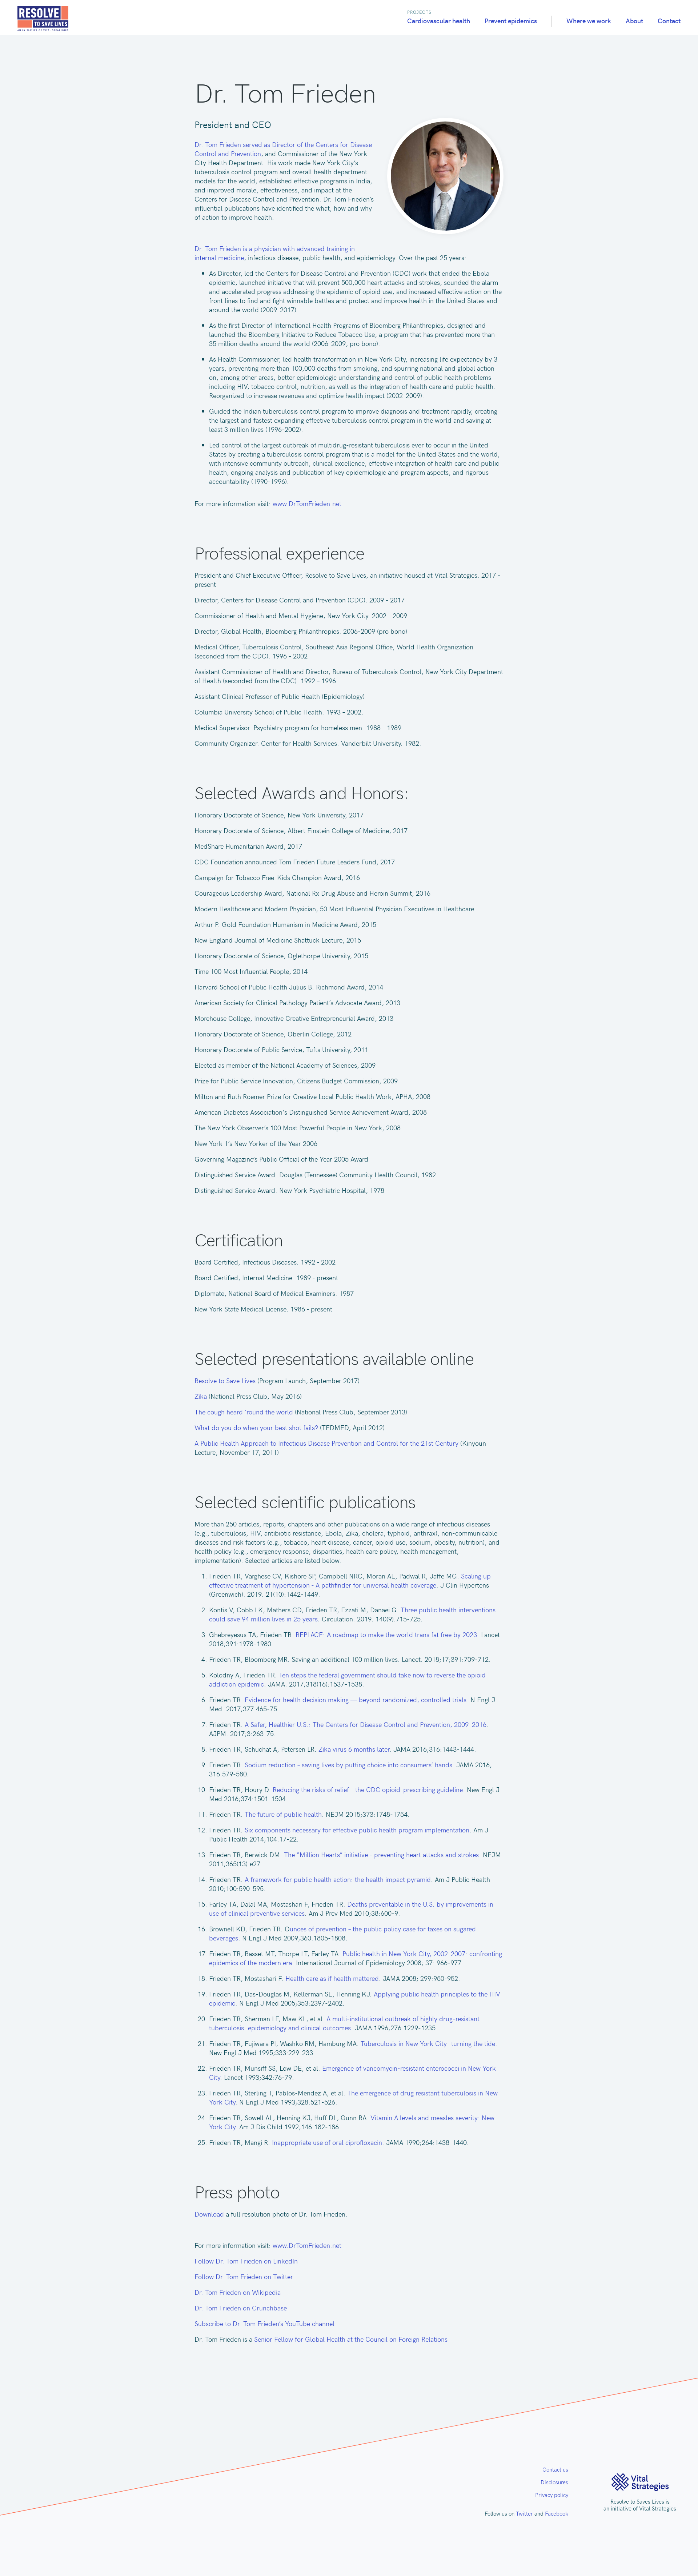 RESOLVE
TO SAVE LIVES
AN INITIATIVE OF VITAL STRATEGIES
PROJECTS
Cardiovascular health
Prevent epidemics
Where we work
About
Contact
Dr. Tom Frieden
President and CEO
Dr. Tom Frieden served as Director of the Centers for Disease
Control and Prevention, and Commissioner of the New York
City Health Department. His work made New York City's
tuberculosis control program and overall health department
models for the world, established effective programs in India,
and improved morale, effectiveness, and impact at the
Centers for Disease Control and Prevention. Dr. Tom Frieden's
influential publications have identified the what, how and why
of action to improve health.
Dr. Tom Frieden is a physician with advanced training in
internal medicine, infectious disease, public health, and epidemiology. Over the past 25 years:
• As Director, led the Centers for Disease Control and Prevention (CDC) work that ended the Ebola
epidemic, launched initiative that will prevent 500,000 heart attacks and strokes, sounded the alarm
and accelerated progress addressing the epidemic of opioid use, and increased effective action on the
front lines to find and fight winnable battles and protect and improve health in the United States and
around the world (2009-2017).
• As the first Director of International Health Programs of Bloomberg Philanthropies, designed and
launched the Bloomberg Initiative to Reduce Tobacco Use, a program that has prevented more than
35 million deaths around the world (2006-2009, pro bono).
• As Health Commissioner, led health transformation in New York City, increasing life expectancy by 3
years, preventing more than 100,000 deaths from smoking, and spurring national and global action
on, among other areas, better epidemiologic understanding and control of public health problems
including HIV, tobacco control, nutrition, as well as the integration of health care and public health.
Reorganized to increase revenues and optimize health impact (2002-2009).
• Guided the Indian tuberculosis control program to improve diagnosis and treatment rapidly, creating
the largest and fastest expanding effective tuberculosis control program in the world and saving at
least 3 million lives (1996-2002).
• Led control of the largest outbreak of multidrug-resistant tuberculosis ever to occur in the United
States by creating a tuberculosis control program that is a model for the United States and the world,
with intensive community outreach, clinical excellence, effective integration of health care and public
health, ongoing analysis and publication of key epidemiologic and program aspects, and rigorous
accountability (1990-1996).
For more information visit: www.DrTomFrieden.net
Professional experience
President and Chief Executive Officer, Resolve to Save Lives, an initiative housed at Vital Strategies. 2017 –
present
Director, Centers for Disease Control and Prevention (CDC). 2009 – 2017
Commissioner of Health and Mental Hygiene, New York City. 2002 – 2009
Director, Global Health, Bloomberg Philanthropies. 2006-2009 (pro bono)
Medical Officer, Tuberculosis Control, Southeast Asia Regional Office, World Health Organization
(seconded from the CDC). 1996 – 2002
Assistant Commissioner of Health and Director, Bureau of Tuberculosis Control, New York City Department
of Health (seconded from the CDC). 1992 – 1996
Assistant Clinical Professor of Public Health (Epidemiology)
Columbia University School of Public Health. 1993 – 2002.
Medical Supervisor. Psychiatry program for homeless men. 1988 – 1989.
Community Organizer. Center for Health Services. Vanderbilt University. 1982.
Selected Awards and Honors:
Honorary Doctorate of Science, New York University, 2017
Honorary Doctorate of Science, Albert Einstein College of Medicine, 2017
MedShare Humanitarian Award, 2017
CDC Foundation announced Tom Frieden Future Leaders Fund, 2017
Campaign for Tobacco Free-Kids Champion Award, 2016
Courageous Leadership Award, National Rx Drug Abuse and Heroin Summit, 2016
Modern Healthcare and Modern Physician, 50 Most Influential Physician Executives in Healthcare
Arthur P. Gold Foundation Humanism in Medicine Award, 2015
New England Journal of Medicine Shattuck Lecture, 2015
Honorary Doctorate of Science, Oglethorpe University, 2015
Time 100 Most Influential People, 2014
Harvard School of Public Health Julius B. Richmond Award, 2014
American Society for Clinical Pathology Patient's Advocate Award, 2013
Morehouse College, Innovative Creative Entrepreneurial Award, 2013
Honorary Doctorate of Science, Oberlin College, 2012
Honorary Doctorate of Public Service, Tufts University, 2011
Elected as member of the National Academy of Sciences, 2009
Prize for Public Service Innovation, Citizens Budget Commission, 2009
Milton and Ruth Roemer Prize for Creative Local Public Health Work, APHA, 2008
American Diabetes Association's Distinguished Service Achievement Award, 2008
The New York Observer's 100 Most Powerful People in New York, 2008
New York 1's New Yorker of the Year 2006
Governing Magazine's Public Official of the Year 2005 Award
Distinguished Service Award. Douglas (Tennessee) Community Health Council, 1982
Distinguished Service Award. New York Psychiatric Hospital, 1978
Certification
Board Certified, Infectious Diseases. 1992 - 2002
Board Certified, Internal Medicine. 1989 - present
Diplomate, National Board of Medical Examiners. 1987
New York State Medical License. 1986 - present
Selected presentations available online
Resolve to Save Lives (Program Launch, September 2017)
Zika (National Press Club, May 2016)
The cough heard 'round the world (National Press Club, September 2013)
What do you do when your best shot fails? (TEDMED, April 2012)
A Public Health Approach to Infectious Disease Prevention and Control for the 21st Century (Kinyoun
Lecture, November 17, 2011)
Selected scientific publications
More than 250 articles, reports, chapters and other publications on a wide range of infectious diseases
(e.g., tuberculosis, HIV, antibiotic resistance, Ebola, Zika, cholera, typhoid, anthrax), non-communicable
diseases and risk factors (e.g., tobacco, heart disease, cancer, opioid use, sodium, obesity, nutrition), and
health policy (e.g., emergency response, disparities, health care policy, health management,
implementation). Selected articles are listed below.
1. Frieden TR, Varghese CV, Kishore SP, Campbell NRC, Moran AE, Padwal R, Jaffe MG. Scaling up
effective treatment of hypertension - A pathfinder for universal health coverage. J Clin Hypertens
(Greenwich). 2019. 21(10):1442-1449.
2. Kontis V, Cobb LK, Mathers CD, Frieden TR, Ezzati M, Danaei G. Three public health interventions
could save 94 million lives in 25 years. Circulation. 2019. 140(9):715-725.
3. Ghebreyesus TA, Frieden TR. REPLACE: A roadmap to make the world trans fat free by 2023. Lancet.
2018;391:1978-1980.
4. Frieden TR, Bloomberg MR. Saving an additional 100 million lives. Lancet. 2018;17;391:709-712.
5. Kolodny A, Frieden TR. Ten steps the federal government should take now to reverse the opioid
addiction epidemic. JAMA. 2017;318(16):1537–1538.
6. Frieden TR. Evidence for health decision making — beyond randomized, controlled trials. N Engl J
Med. 2017;377:465-75.
7. Frieden TR. A Safer, Healthier U.S.: The Centers for Disease Control and Prevention, 2009-2016.
AJPM. 2017;3:263-75.
8. Frieden TR, Schuchat A, Petersen LR. Zika virus 6 months later. JAMA 2016;316:1443-1444.
9. Frieden TR. Sodium reduction – saving lives by putting choice into consumers' hands. JAMA 2016;
316:579-580.
10. Frieden TR, Houry D. Reducing the risks of relief - the CDC opioid-prescribing guideline. New Engl J
Med 2016;374:1501-1504.
11. Frieden TR. The future of public health. NEJM 2015;373:1748-1754.
12. Frieden TR. Six components necessary for effective public health program implementation. Am J
Public Health 2014;104:17-22.
13. Frieden TR, Berwick DM. The "Million Hearts" initiative - preventing heart attacks and strokes. NEJM
2011;365(13):e27.
14. Frieden TR. A framework for public health action: the health impact pyramid. Am J Public Health
2010;100:590-595.
15. Farley TA, Dalal MA, Mostashari F, Frieden TR. Deaths preventable in the U.S. by improvements in
use of clinical preventive services. Am J Prev Med 2010;38:600-9.
16. Brownell KD, Frieden TR. Ounces of prevention – the public policy case for taxes on sugared
beverages. N Engl J Med 2009;360:1805-1808.
17. Frieden TR, Basset MT, Thorpe LT, Farley TA. Public health in New York City, 2002-2007: confronting
epidemics of the modern era. International Journal of Epidemiology 2008; 37: 966-977.
18. Frieden TR, Mostashari F. Health care as if health mattered. JAMA 2008; 299:950-952.
19. Frieden TR, Das-Douglas M, Kellerman SE, Henning KJ. Applying public health principles to the HIV
epidemic. N Engl J Med 2005;353:2397-2402.
20. Frieden TR, Sherman LF, Maw KL, et al. A multi-institutional outbreak of highly drug-resistant
tuberculosis: epidemiology and clinical outcomes. JAMA 1996;276:1229-1235.
21. Frieden TR, Fujiwara PI, Washko RM, Hamburg MA. Tuberculosis in New York City -turning the tide.
New Engl J Med 1995;333:229-233.
22. Frieden TR, Munsiff SS, Low DE, et al. Emergence of vancomycin-resistant enterococci in New York
City. Lancet 1993;342:76-79.
23. Frieden TR, Sterling T, Pablos-Mendez A, et al. The emergence of drug resistant tuberculosis in New
York City. N Engl J Med 1993;328:521-526.
24. Frieden TR, Sowell AL, Henning KJ, Huff DL, Gunn RA. Vitamin A levels and measles severity: New
York City. Am J Dis Child 1992;146:182-186.
25. Frieden TR, Mangi R. Inappropriate use of oral ciprofloxacin. JAMA 1990;264:1438-1440.
Press photo
Download a full resolution photo of Dr. Tom Frieden.
For more information visit: www.DrTomFrieden.net
Follow Dr. Tom Frieden on LinkedIn
Follow Dr. Tom Frieden on Twitter
Dr. Tom Frieden on Wikipedia
Dr. Tom Frieden on Crunchbase
Subscribe to Dr. Tom Frieden's YouTube channel
Dr. Tom Frieden is a Senior Fellow for Global Health at the Council on Foreign Relations
Contact us
Disclosures
Privacy policy
Follow us on Twitter and Facebook
Vital
Strategies
Resolve to Saves Lives is
an initiative of Vital Strategies